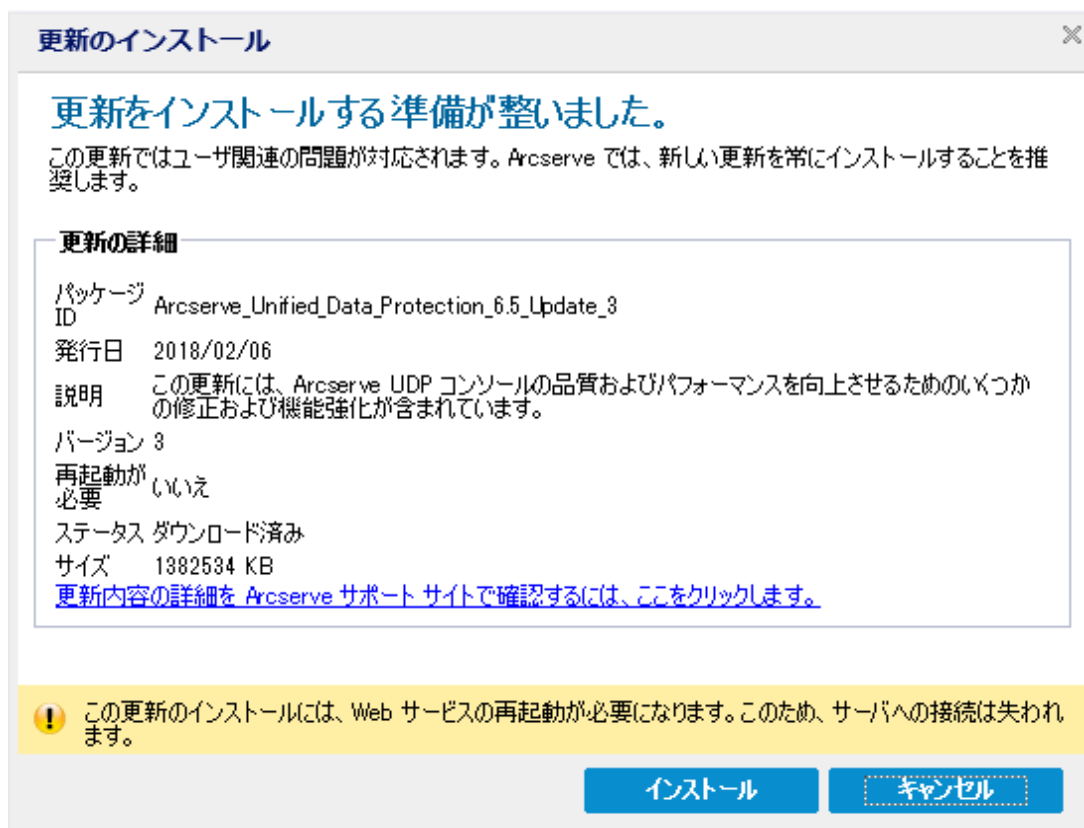 更新のインストール
更新をインストールする準備が整いました。
この更新ではユーザ関連の問題が対応されます。Arcserve では、新しい更新を常にインストールすることを推
奨します。
更新の詳細
パッケージ
ID
Arcserve_Unified_Data_Protection_6.5_Update_3
発行日 2018/02/06
説明 この更新には、Arcserve UDP コンソールの品質およびパフォーマンスを向上させるためのいくつか
の修正および機能強化が含まれています。
バージョン 3
再起動が
必要
いいえ
ステータス ダウンロード済み
サイズ 1382534 KB
更新内容の詳細を Arcserve サポート サイトで確認するには、ここをクリックします。
この更新のインストールには、Web サービスの再起動が必要になります。このため、サーバへの接続は失われ
ます。
インストール キャンセル